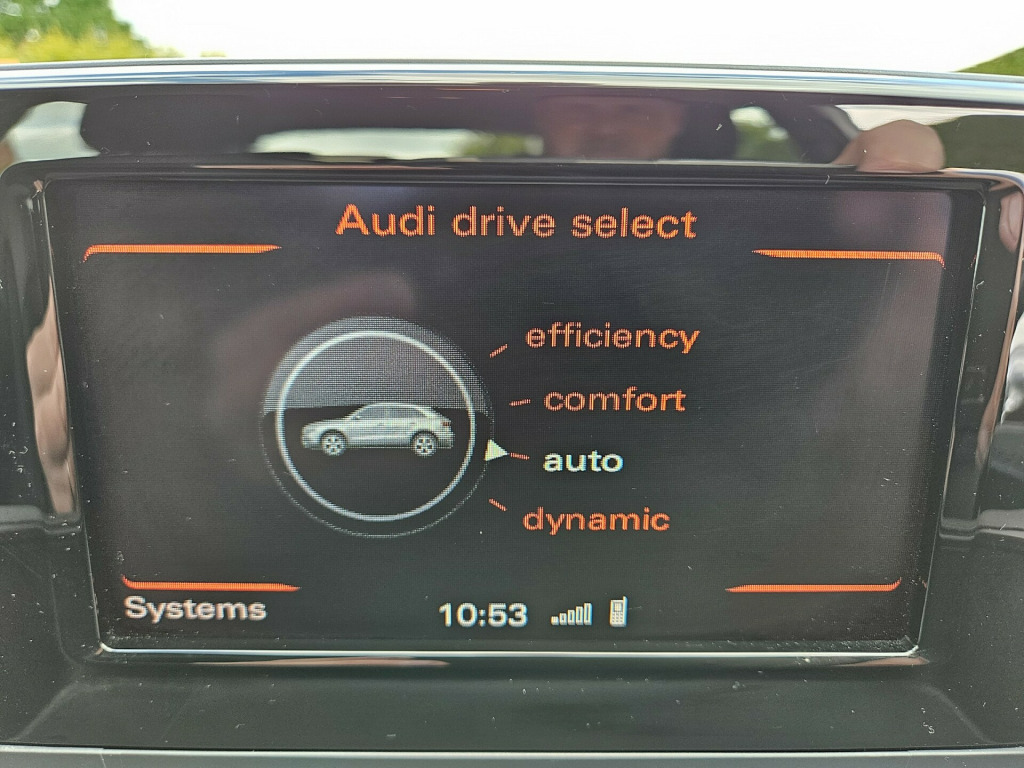 Audi drive select
efficiency
comfort
auto
dynamic
Systems
10:53